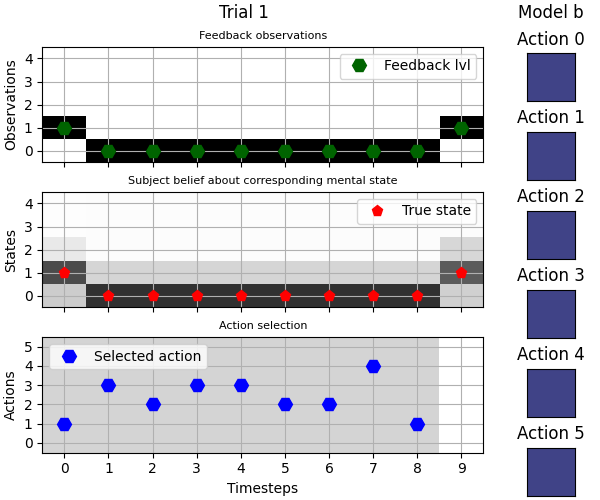 Trial 1
Feedback observations
Observations
4
3
2
1
0
Feedback lvl
Subject belief about corresponding mental state
States
4
3
2
1
0
True state
Action selection
Actions
5
4
3
2
1
0
Selected action
0 1 2 3 4 5 6 7 8 9
Timesteps
Model b
Action 0
Action 1
Action 2
Action 3
Action 4
Action 5